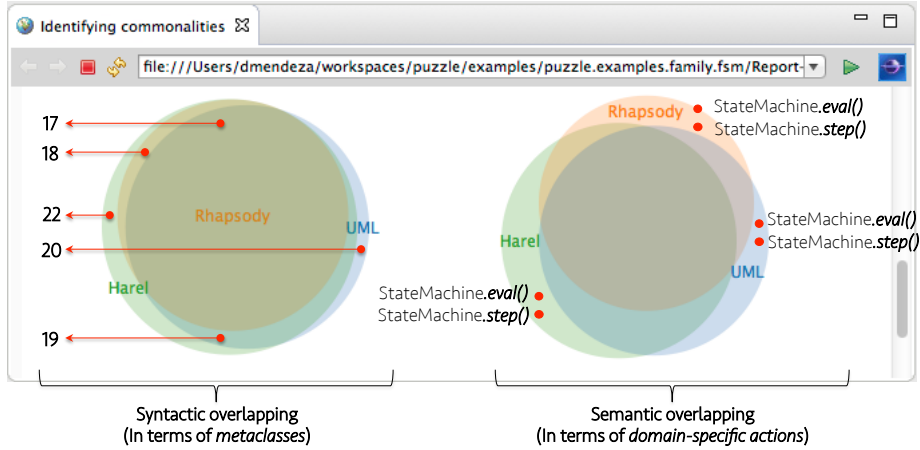 Identifying commonalities
file:///Users/dmendeza/workspaces/puzzle/examples/puzzle.examples.family.fsm/Report-
17
18
22
20
19
Rhapsody
UML
Harel
Rhapsody
StateMachine.eval()
StateMachine.step()
StateMachine.eval()
StateMachine.step()
Harel
UML
StateMachine.eval()
StateMachine.step()
Syntactic overlapping
(In terms of metaclasses)
Semantic overlapping
(In terms of domain-specific actions)